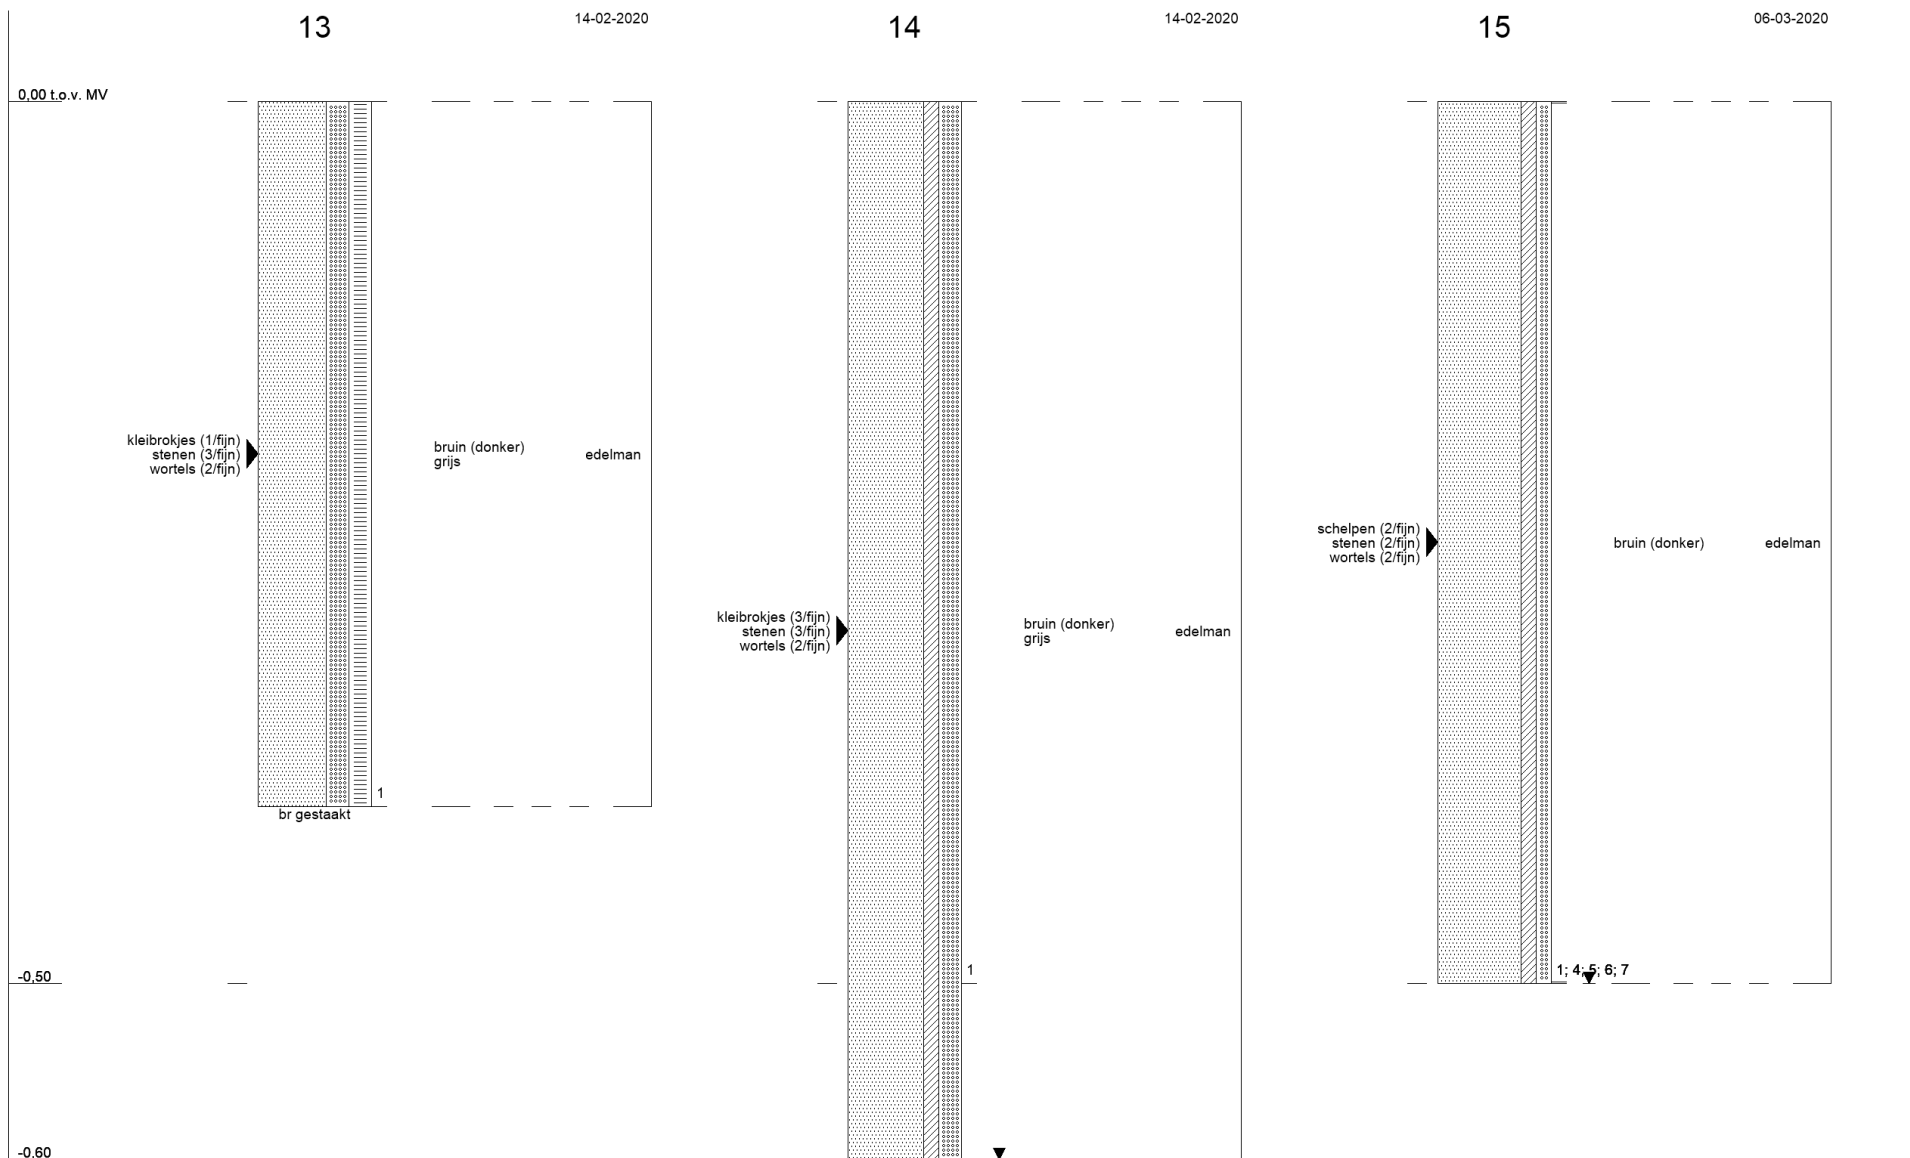 13
14-02-2020
14
14-02-2020
15
06-03-2020
0,00 t.o.v. MV
kleibrokjes (1/fijn)
stenen (3/fijn)
wortels (2/fijn)
bruin (donker)
grijs
edelman
1
br gestaakt
kleibrokjes (3/fijn)
stenen (3/fijn)
wortels (2/fijn)
bruin (donker)
grijs
edelman
1
schelpen (2/fijn)
stenen (2/fijn)
wortels (2/fijn)
bruin (donker)
edelman
1; 4; 5; 6; 7
-0,50
-0,60